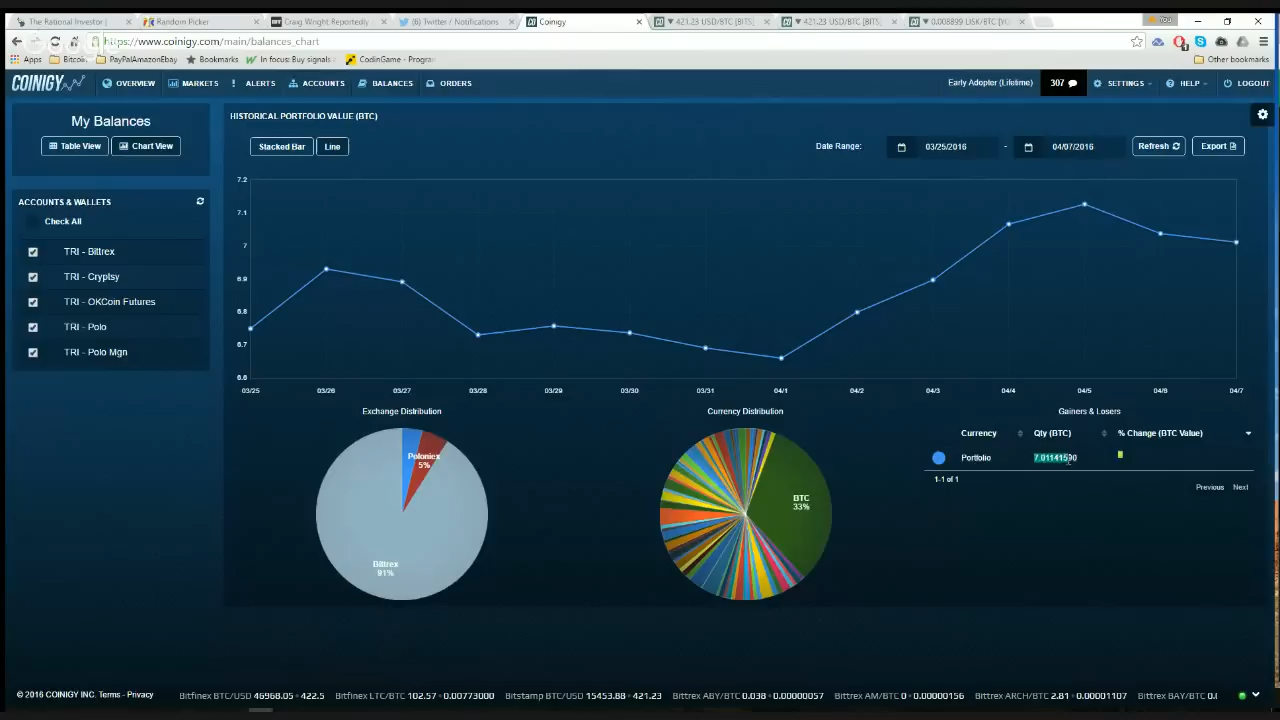 The Rational Investor |
Random Picker
Craig Wright Reportedly
Twitter / Notifications
Coinigy
421.23 USD/BTC [BITS
421.23 USD/BTC [BITS
0.008899 LISK/BTC [Y
You
https://www.coinigy.com/main/balances_chart
Apps
Bitcoin
PayPalAmazonEbay
Bookmarks
In focus: Buy signals
CodinGame - Progra
Other bookmarks
COINIGY
OVERVIEW
MARKETS
ALERTS
ACCOUNTS
BALANCES
ORDERS
Early Adopter (Lifetime)
307
SETTINGS
HELP
LOGOUT
My Balances
Table View
Chart View
ACCOUNTS & WALLETS
Check All
TRI - Bittrex
TRI - Cryptsy
TRI - OKCoin Futures
TRI - Polo
TRI - Polo Mgn
HISTORICAL PORTFOLIO VALUE (BTC)
Stacked Bar
Line
Date Range:
03/25/2016
-
04/07/2016
Refresh
Export
7.2
7.1
7
6.9
6.8
6.7
6.6
03/25
03/26
03/27
03/28
03/29
03/30
03/31
04/1
04/2
04/3
04/4
04/5
04/6
04/7
Exchange Distribution
Poloniex
5%
Bittrex
91%
Currency Distribution
BTC
33%
Gainers & Losers
Currency
Qty (BTC)
% Change (BTC Value)
Portfolio
7.01141590
1-1 of 1
Previous
Next
© 2016 COINIGY INC. Terms - Privacy
Bitfinex BTC/USD 46968.05 • 422.5
Bitfinex LTC/BTC 102.57 • 0.00773000
Bitstamp BTC/USD 15453.88 • 421.23
Bittrex ABY/BTC 0.038 • 0.00000057
Bittrex AM/BTC 0 • 0.00000156
Bittrex ARCH/BTC 2.81 • 0.00001107
Bittrex BAY/BTC 0.(